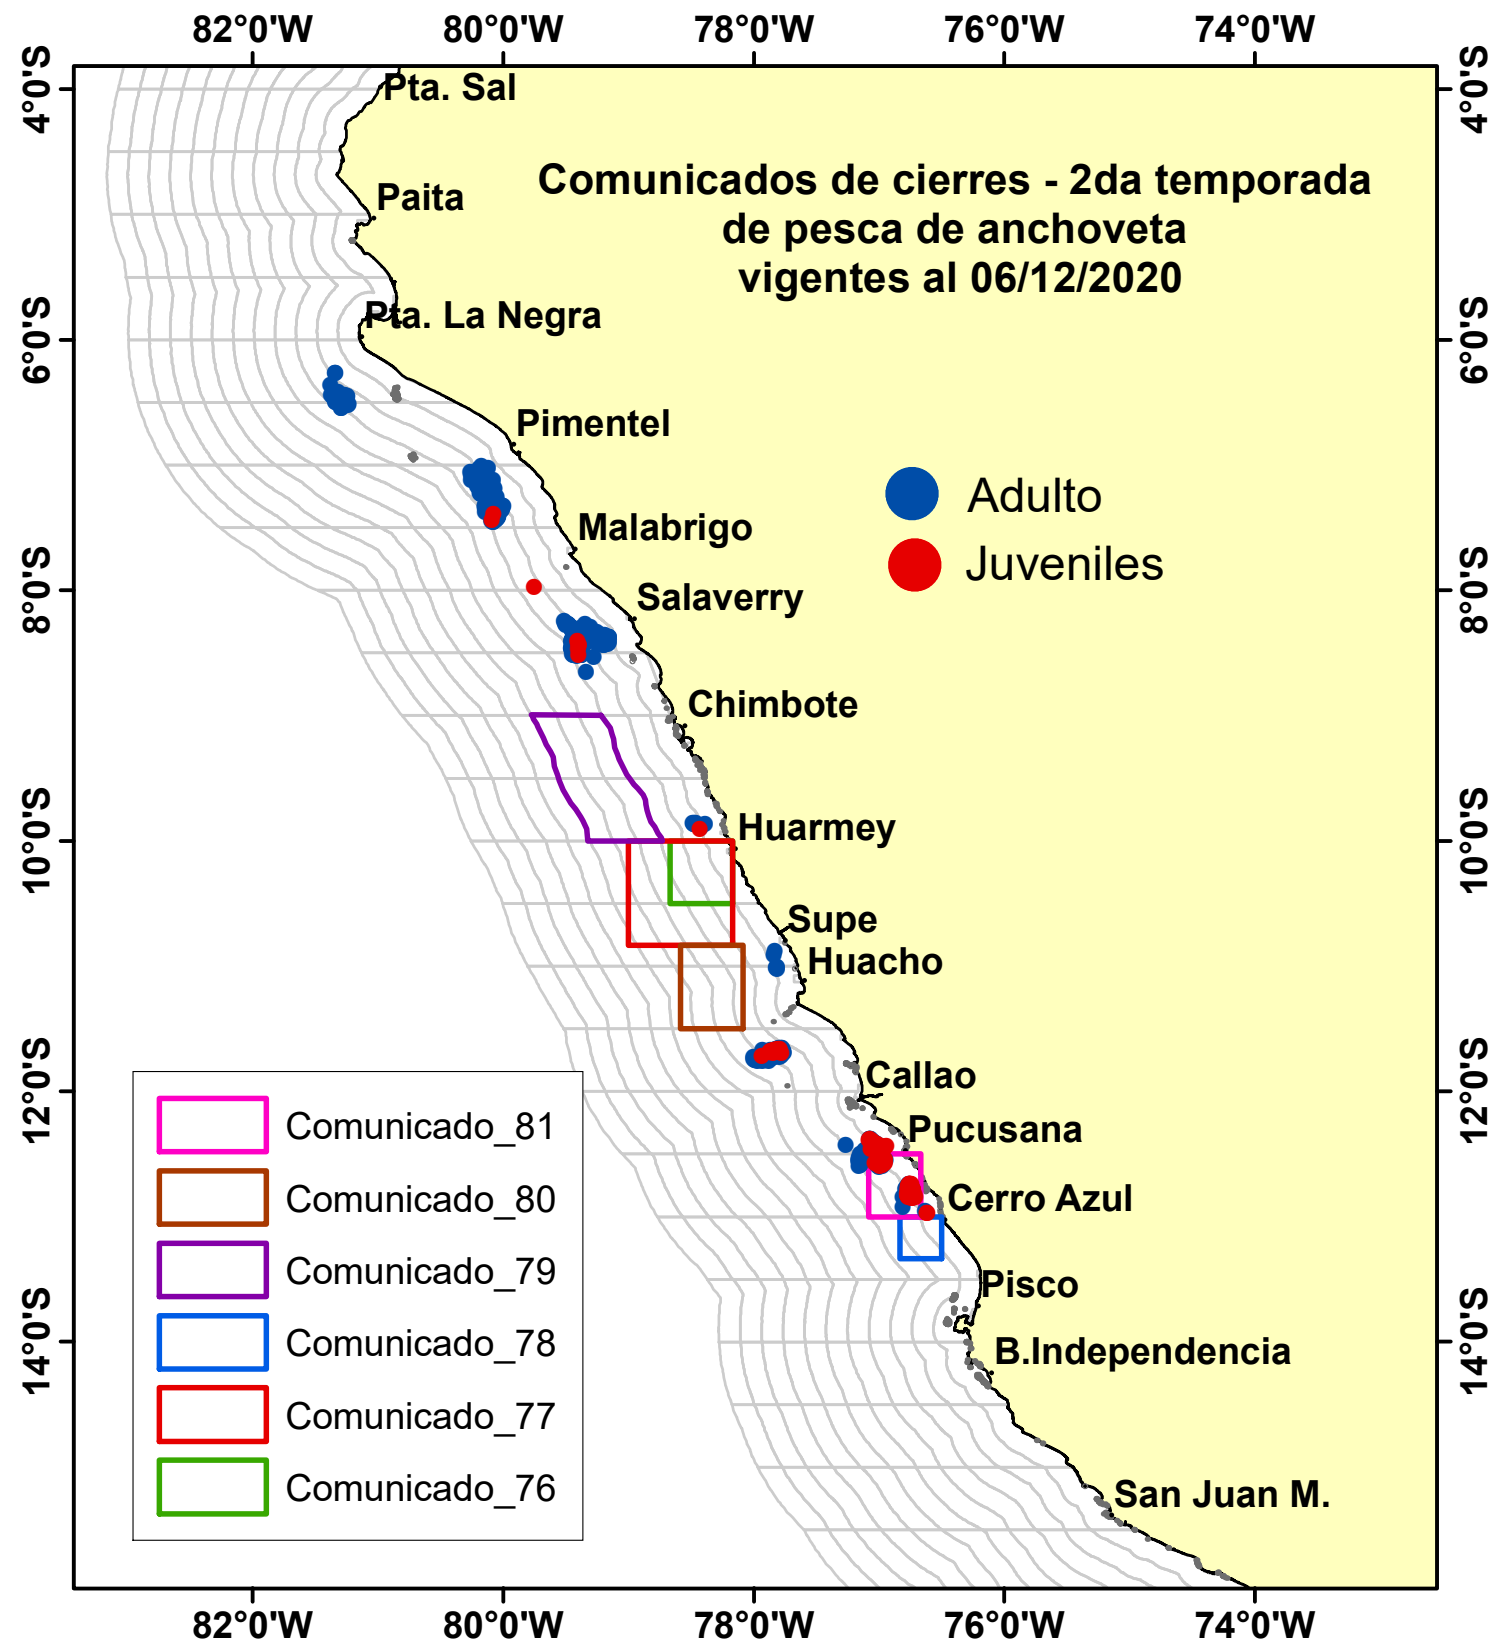 82°0'W 80°0'W 78°0'W 76°0'W 74°0'W
4°0'S
4°0'S
Pta. Sal
Comunicados de cierres - 2da temporada
de pesca de anchoveta
vigentes al 06/12/2020
Paita
Pta. La Negra
6°0'S
6°0'S
Pimentel
Adulto
Malabrigo
Juveniles
8°0'S
8°0'S
Salaverry
Chimbote
Huarmey
10°0'S
10°0'S
Supe
Huacho
Callao
12°0'S
12°0'S
Pucusana
Cerro Azul
Pisco
14°0'S
14°0'S
B.Independencia
San Juan M.
Comunicado_81
Comunicado_80
Comunicado_79
Comunicado_78
Comunicado_77
Comunicado_76
82°0'W 80°0'W 78°0'W 76°0'W 74°0'W